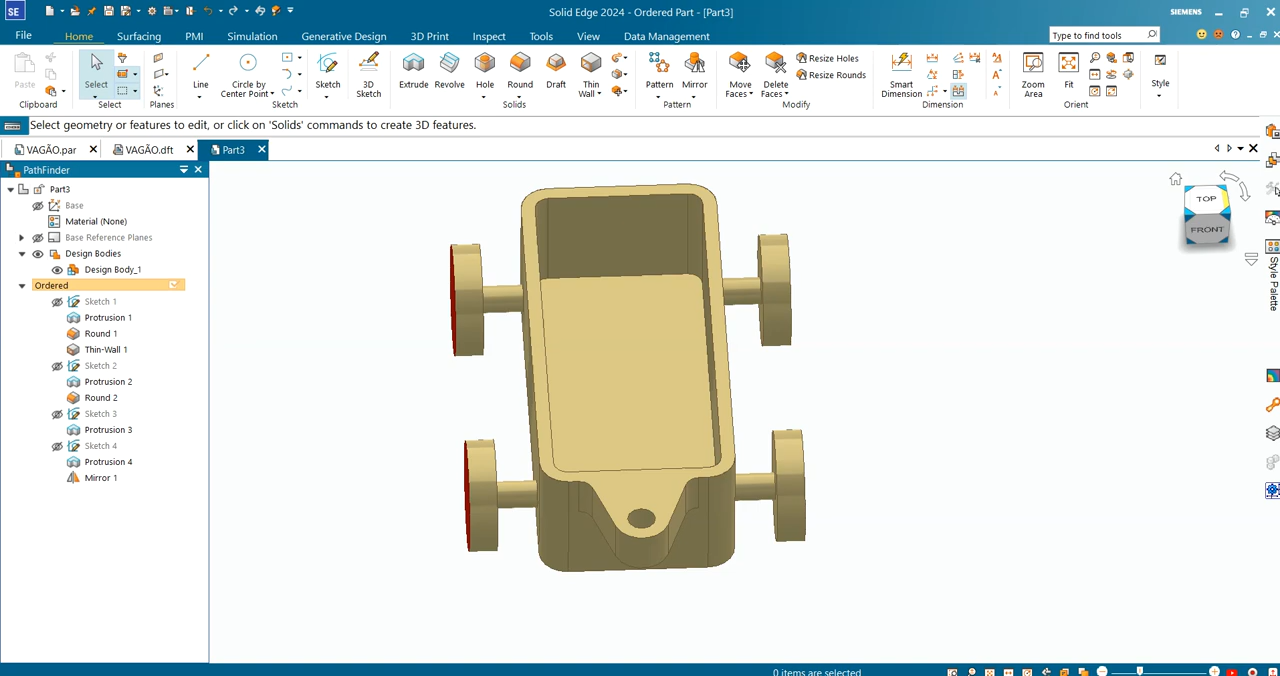 SE
Solid Edge 2024 - Ordered Part - [Part3]
SIEMENS
File
Home
Surfacing
PMI
Simulation
Generative Design
3D Print
Inspect
Tools
View
Data Management
Type to find tools
Paste
Clipboard
Select
Select
Planes
Line
Circle by
Center Point
Sketch
Sketch
3D
Sketch
Extrude
Revolve
Hole
Round
Draft
Thin
Wall
Solids
Pattern
Mirror
Pattern
Move
Faces
Delete
Faces
Resize Holes
Resize Rounds
Modify
Smart
Dimension
Dimension
Zoom
Area
Fit
Orient
Style
Select geometry or features to edit, or click on 'Solids' commands to create 3D features.
VAGÃO.par
VAGÃO.dft
Part3
PathFinder
Part3
Base
Material (None)
Base Reference Planes
Design Bodies
Design Body_1
Ordered
Sketch 1
Protrusion 1
Round 1
Thin-Wall 1
Sketch 2
Protrusion 2
Round 2
Sketch 3
Protrusion 3
Sketch 4
Protrusion 4
Mirror 1
TOP
FRONT
Style Palette
0 items are selected